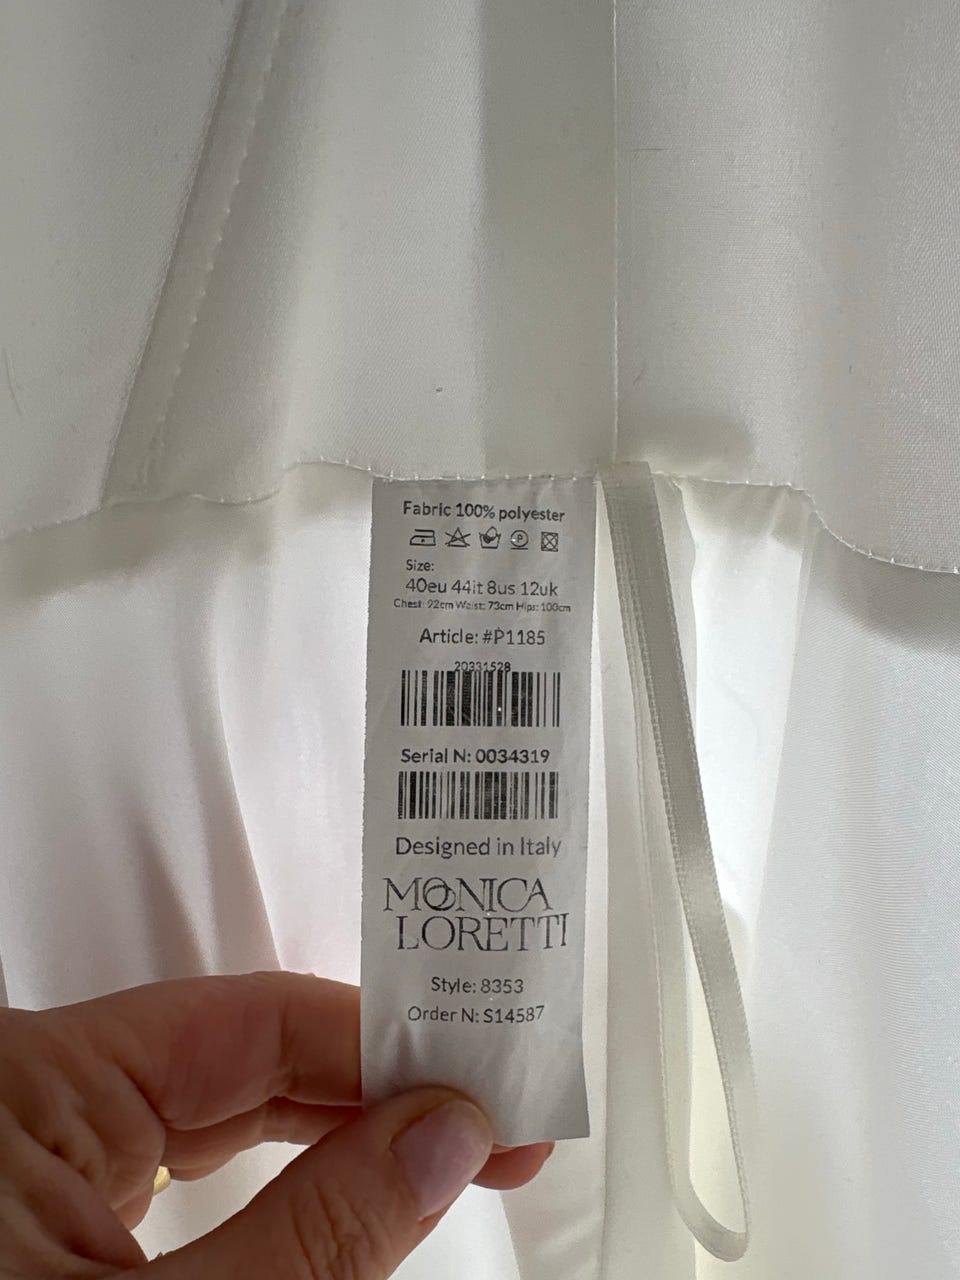 Fabric 100% polyester
P
Size:
40eu 44it 8us 12uk
Chest: 92cm Waist: 73cm Hips: 100cm
Article: #P1185
20331528
Serial N: 0034319
Designed in Italy
MONICA
LORETTI
Style: 8353
Order N: S14587